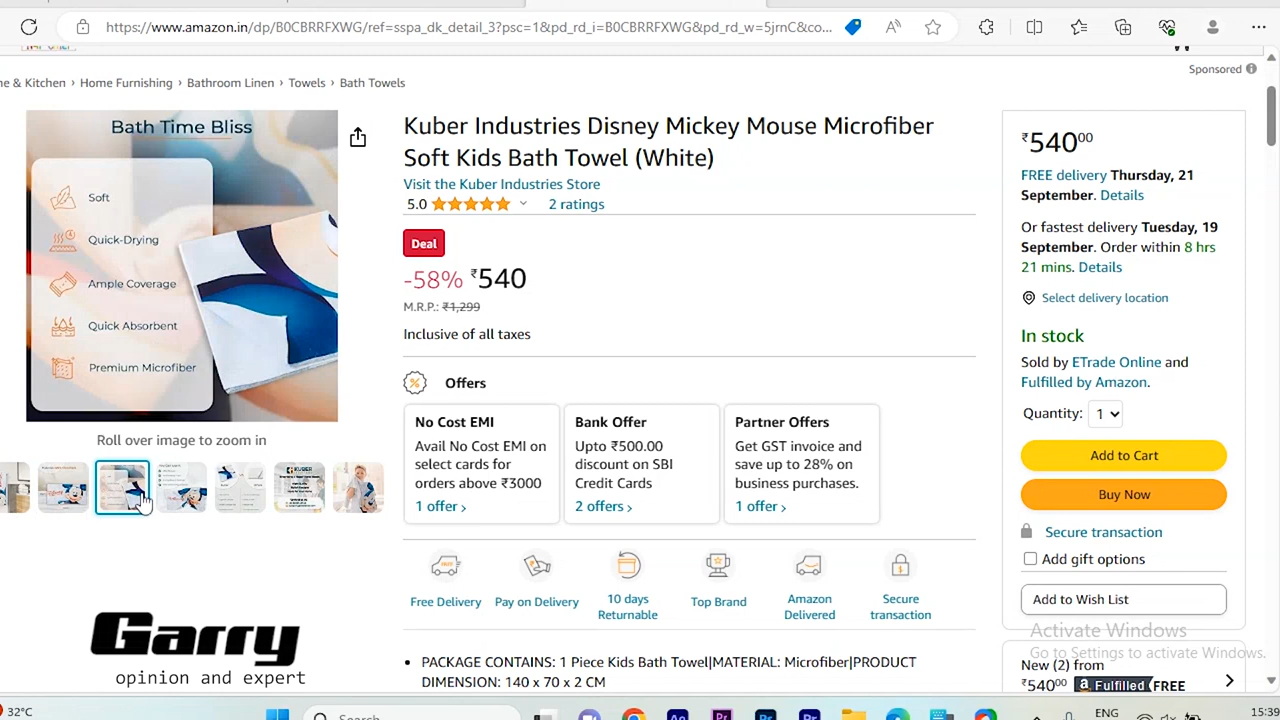 https://www.amazon.in/dp/B0CBRRFXWG/ref=sspa_dk_detail_3?psc=1&pd_rd_i=B0CBRRFXWG&pd_rd_w=5jrnC&co...
Sponsored
ne & Kitchen › Home Furnishing › Bathroom Linen › Towels › Bath Towels
Bath Time Bliss
Soft
Quick-Drying
Ample Coverage
Quick Absorbent
Premium Microfiber
Roll over image to zoom in
KUBER
Garry
opinion and expert
Kuber Industries Disney Mickey Mouse Microfiber
Soft Kids Bath Towel (White)
Visit the Kuber Industries Store
5.0 2 ratings
Deal
-58% ₹540
M.R.P.: ₹1,299
Inclusive of all taxes
Offers
No Cost EMI
Avail No Cost EMI on
select cards for
orders above ₹3000
1 offer ›
Bank Offer
Upto ₹500.00
discount on SBI
Credit Cards
2 offers ›
Partner Offers
Get GST invoice and
save up to 28% on
business purchases.
1 offer ›
Free Delivery
Pay on Delivery
10 days
Returnable
Top Brand
Amazon
Delivered
Secure
transaction
• PACKAGE CONTAINS: 1 Piece Kids Bath Towel|MATERIAL: Microfiber|PRODUCT
DIMENSION: 140 x 70 x 2 CM
₹540⁰⁰
FREE delivery Thursday, 21
September. Details
Or fastest delivery Tuesday, 19
September. Order within 8 hrs
21 mins. Details
Select delivery location
In stock
Sold by ETrade Online and
Fulfilled by Amazon.
Quantity: 1
Add to Cart
Buy Now
Secure transaction
Add gift options
Add to Wish List
Activate Windows
Go to Settings to activate Windows.
New (2) from
₹540⁰⁰ a Fulfilled FREE
32°C
Search
ENG
15:39